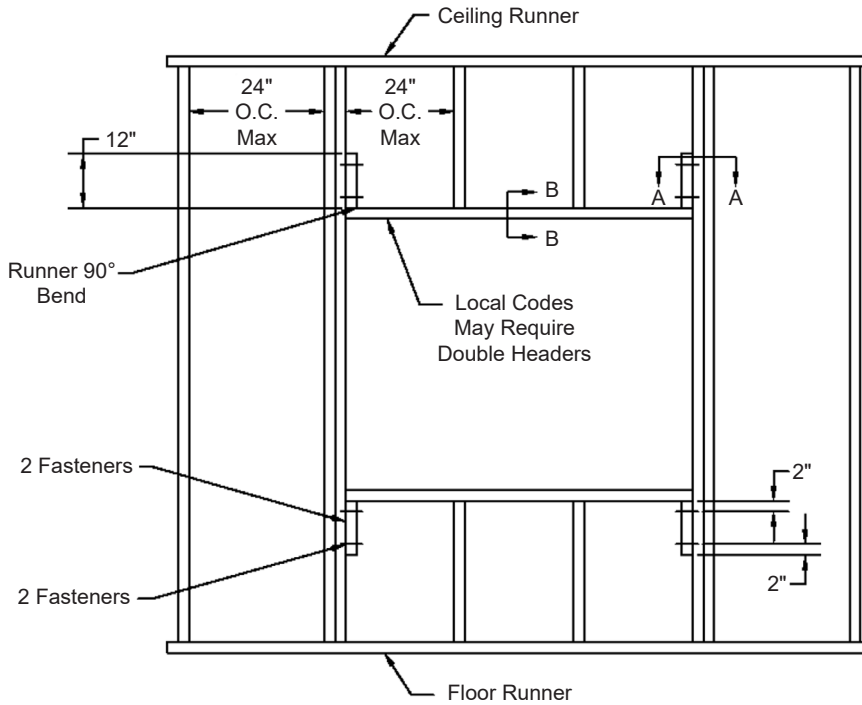 Ceiling Runner
24"
O.C.
Max
24"
O.C.
Max
12"
A
A
B
B
Runner 90°
Bend
Local Codes
May Require
Double Headers
2 Fasteners
2"
2"
2 Fasteners
Floor Runner